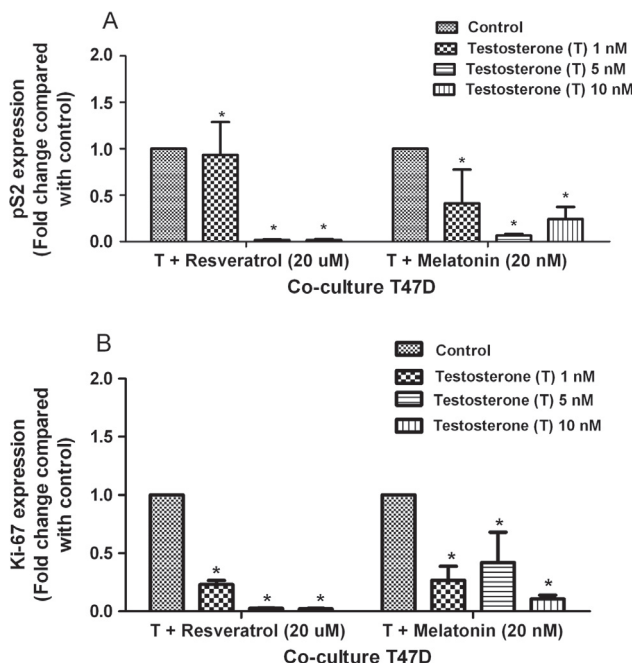 A
Control
Testosterone (T) 1 nM
Testosterone (T) 5 nM
Testosterone (T) 10 nM
pS2 expression
(Fold change compared
with control)
2.0
1.5
1.0
0.5
0.0
*
*
*
*
*
*
T + Resveratrol (20 uM)
T + Melatonin (20 nM)
Co-culture T47D
B
Control
Testosterone (T) 1 nM
Testosterone (T) 5 nM
Testosterone (T) 10 nM
Ki-67 expression
(Fold change compared
with control)
2.0
1.5
1.0
0.5
0.0
*
*
*
*
*
*
T + Resveratrol (20 uM)
T + Melatonin (20 nM)
Co-culture T47D